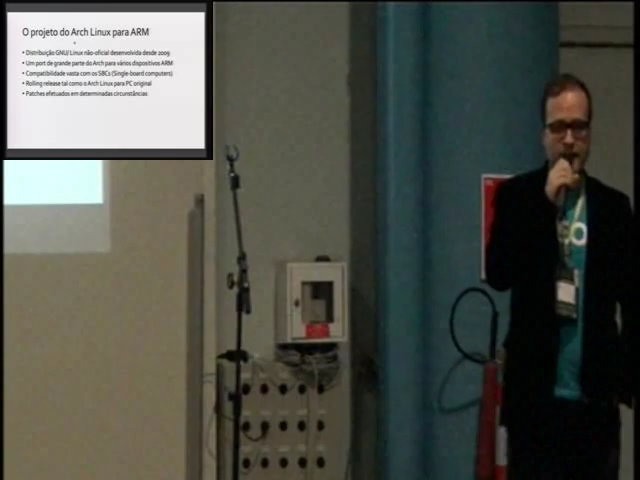 O projeto do Arch Linux para ARM
• Distribuição GNU/ Linux não-oficial desenvolvida desde 2009
• Um port de grande parte do Arch para vários dispositivos ARM
• Compatibilidade vasta com os SBCs (Single-board computers)
• Rolling release tal como o Arch Linux para PC original
• Patches efetuados em determinadas circunstâncias